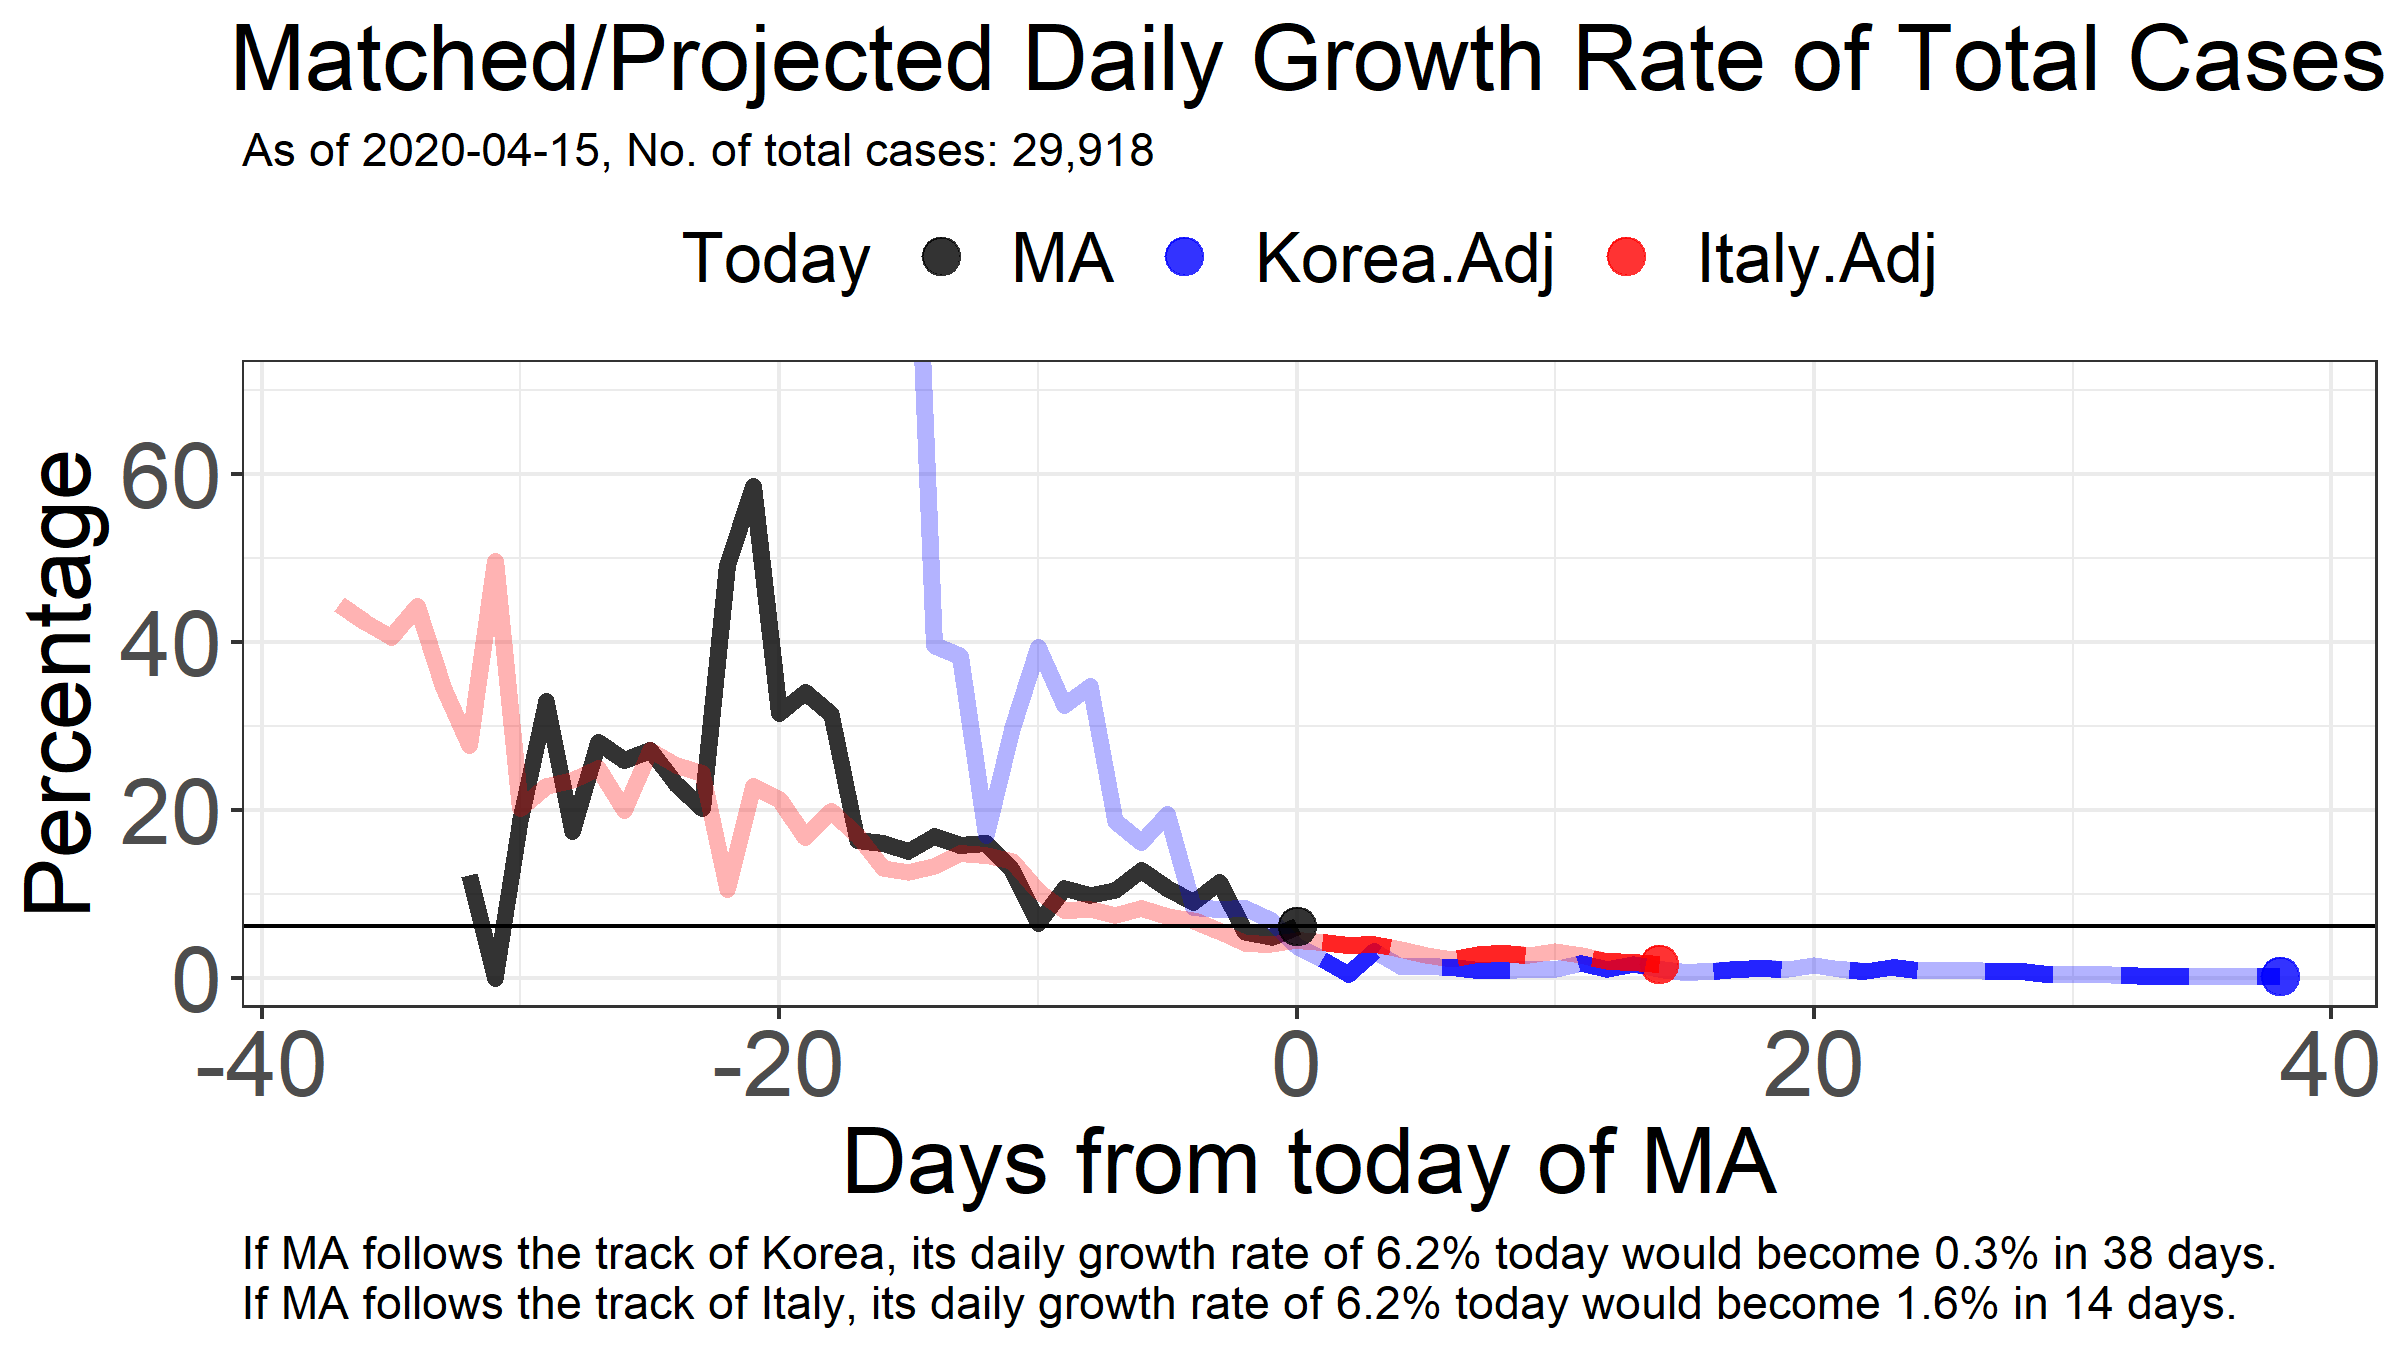 Matched/Projected Daily Growth Rate of Total Cases
As of 2020-04-15, No. of total cases: 29,918
Today MA Korea.Adj Italy.Adj
Percentage
60
40
20
0
-40 -20 0 20 40
Days from today of MA
If MA follows the track of Korea, its daily growth rate of 6.2% today would become 0.3% in 38 days.
If MA follows the track of Italy, its daily growth rate of 6.2% today would become 1.6% in 14 days.